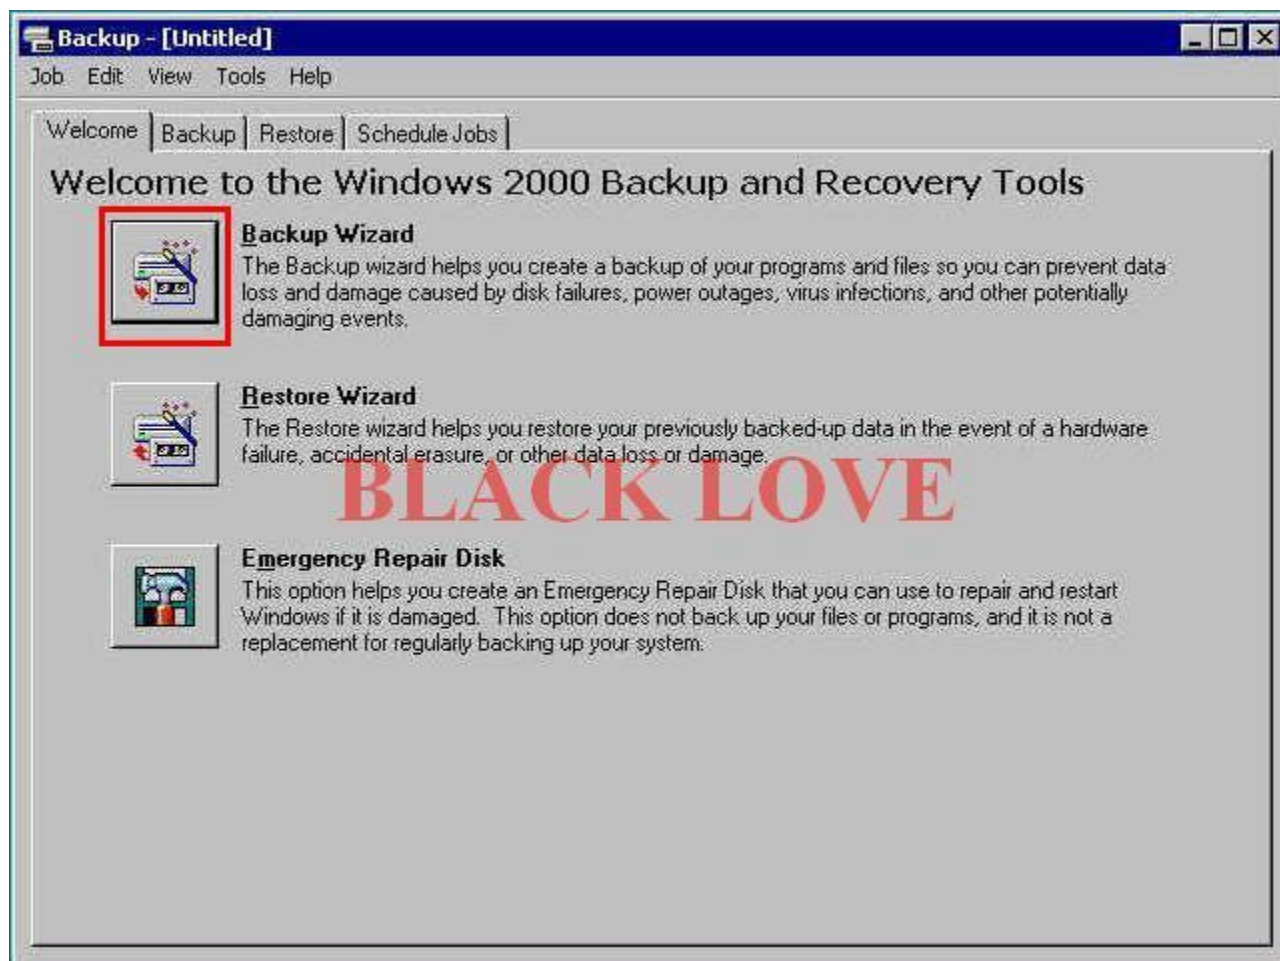 Backup - [Untitled]
Job Edit View Tools Help
Welcome Backup Restore Schedule Jobs
Welcome to the Windows 2000 Backup and Recovery Tools
Backup Wizard
The Backup wizard helps you create a backup of your programs and files so you can prevent data
loss and damage caused by disk failures, power outages, virus infections, and other potentially
damaging events.
Restore Wizard
The Restore wizard helps you restore your previously backed-up data in the event of a hardware
failure, accidental erasure, or other data loss or damage.
BLACK LOVE
Emergency Repair Disk
This option helps you create an Emergency Repair Disk that you can use to repair and restart
Windows if it is damaged. This option does not back up your files or programs, and it is not a
replacement for regularly backing up your system.